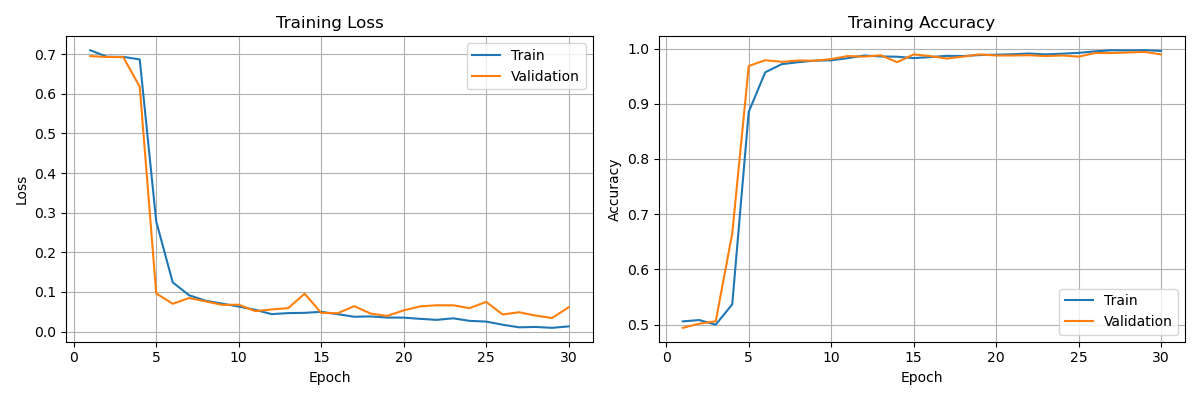 Training Loss
Loss
0.7
0.6
0.5
0.4
0.3
0.2
0.1
0.0
0 5 10 15 20 25 30
Epoch
Train
Validation
Training Accuracy
Accuracy
1.0
0.9
0.8
0.7
0.6
0.5
0 5 10 15 20 25 30
Epoch
Train
Validation